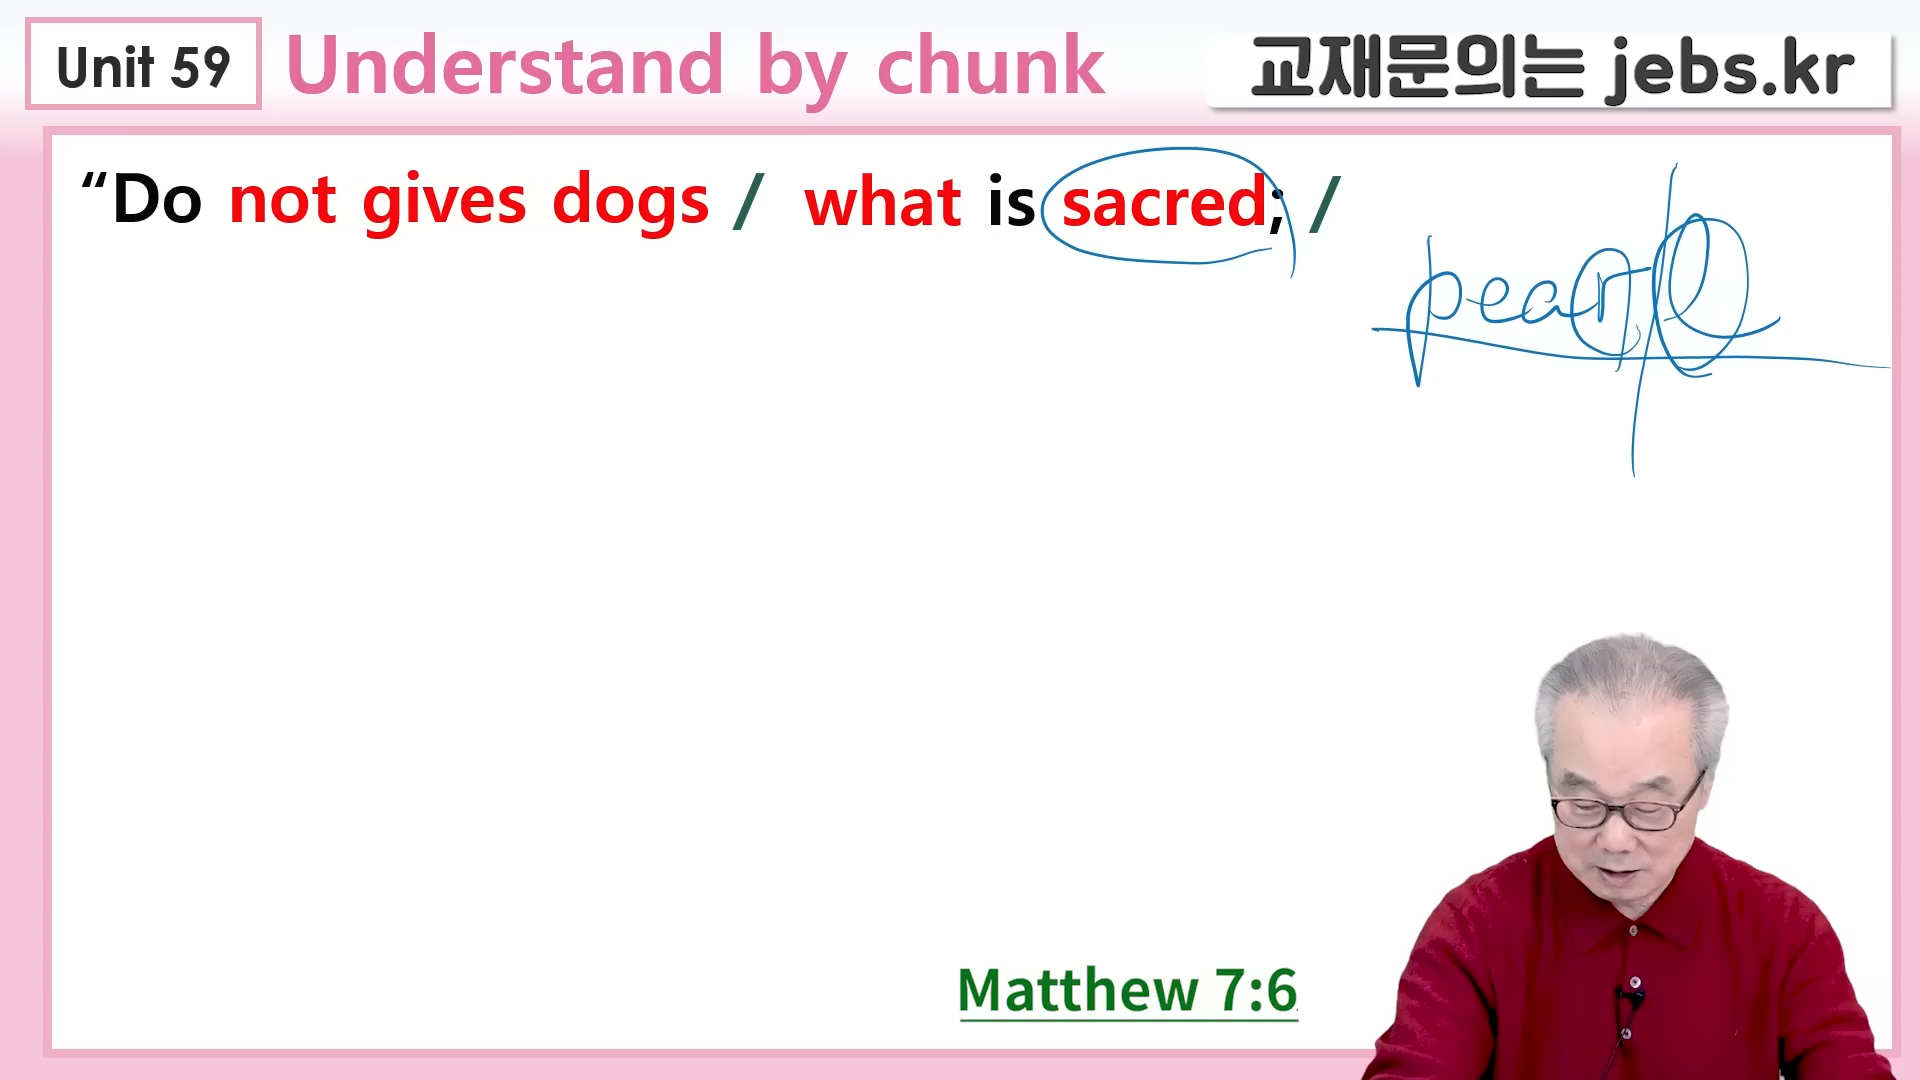 Unit 59 Understand by chunk 교재문의는 jebs.kr
“Do not gives dogs / what is sacred; /
pearl
Matthew 7:6